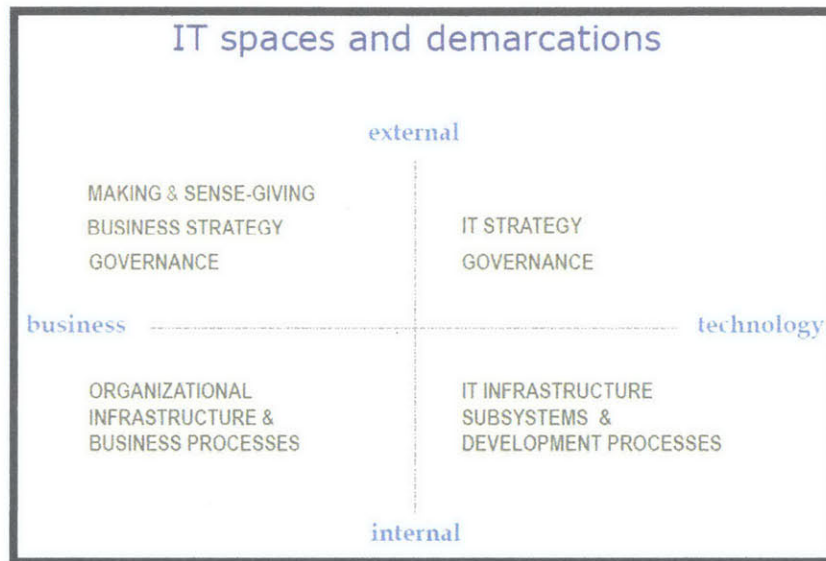 IT spaces and demarcations
external
MAKING & SENSE-GIVING
BUSINESS STRATEGY
GOVERNANCE
IT STRATEGY
GOVERNANCE
business
technology
ORGANIZATIONAL
INFRASTRUCTURE &
BUSINESS PROCESSES
IT INFRASTRUCTURE
SUBSYSTEMS &
DEVELOPMENT PROCESSES
internal